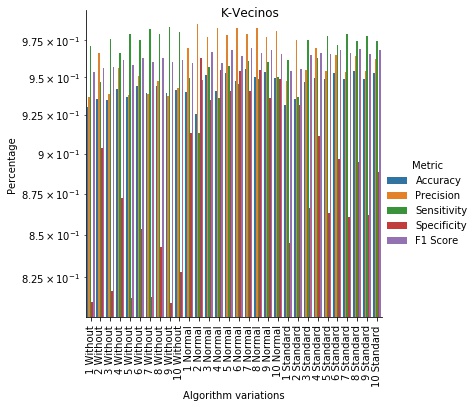 K-Vecinos
Percentage
9.75 × 10⁻¹
9.5 × 10⁻¹
9.25 × 10⁻¹
9 × 10⁻¹
8.75 × 10⁻¹
8.5 × 10⁻¹
8.25 × 10⁻¹
1 Without
2 Without
3 Without
4 Without
5 Without
6 Without
7 Without
8 Without
9 Without
10 Without
1 Normal
2 Normal
3 Normal
4 Normal
5 Normal
6 Normal
7 Normal
8 Normal
9 Normal
10 Normal
1 Standard
2 Standard
3 Standard
4 Standard
5 Standard
6 Standard
7 Standard
8 Standard
9 Standard
10 Standard
Algorithm variations
Metric
Accuracy
Precision
Sensitivity
Specificity
F1 Score